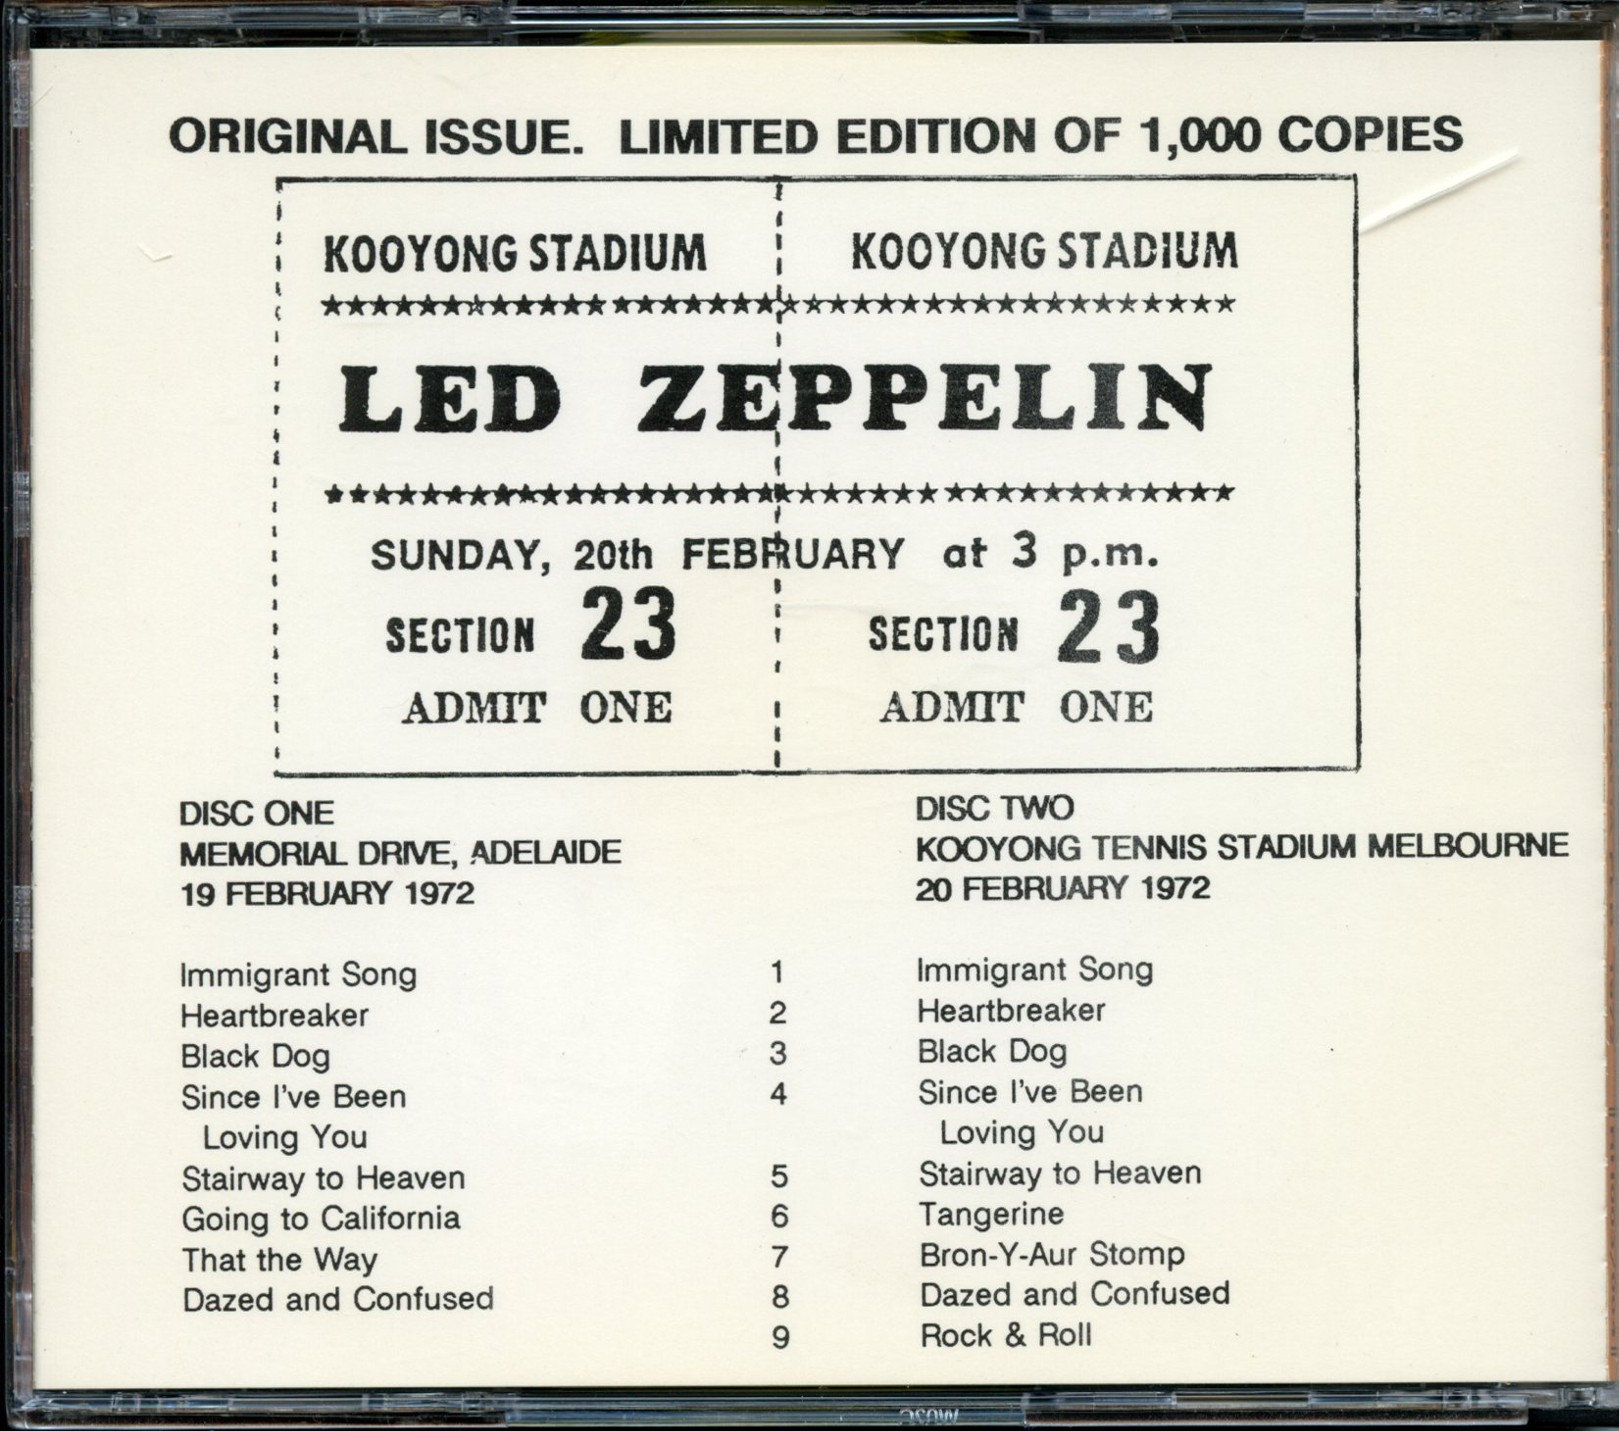 ORIGINAL ISSUE. LIMITED EDITION OF 1,000 COPIES
KOOYONG STADIUM KOOYONG STADIUM
LED ZEPPELIN
SUNDAY, 20th FEBRUARY at 3 p.m.
SECTION 23 SECTION 23
ADMIT ONE ADMIT ONE
DISC ONE
MEMORIAL DRIVE, ADELAIDE
19 FEBRUARY 1972
DISC TWO
KOOYONG TENNIS STADIUM MELBOURNE
20 FEBRUARY 1972
Immigrant Song 1 Immigrant Song
Heartbreaker 2 Heartbreaker
Black Dog 3 Black Dog
Since I've Been 4 Since I've Been
Loving You Loving You
Stairway to Heaven 5 Stairway to Heaven
Going to California 6 Tangerine
That the Way 7 Bron-Y-Aur Stomp
Dazed and Confused 8 Dazed and Confused
9 Rock & Roll